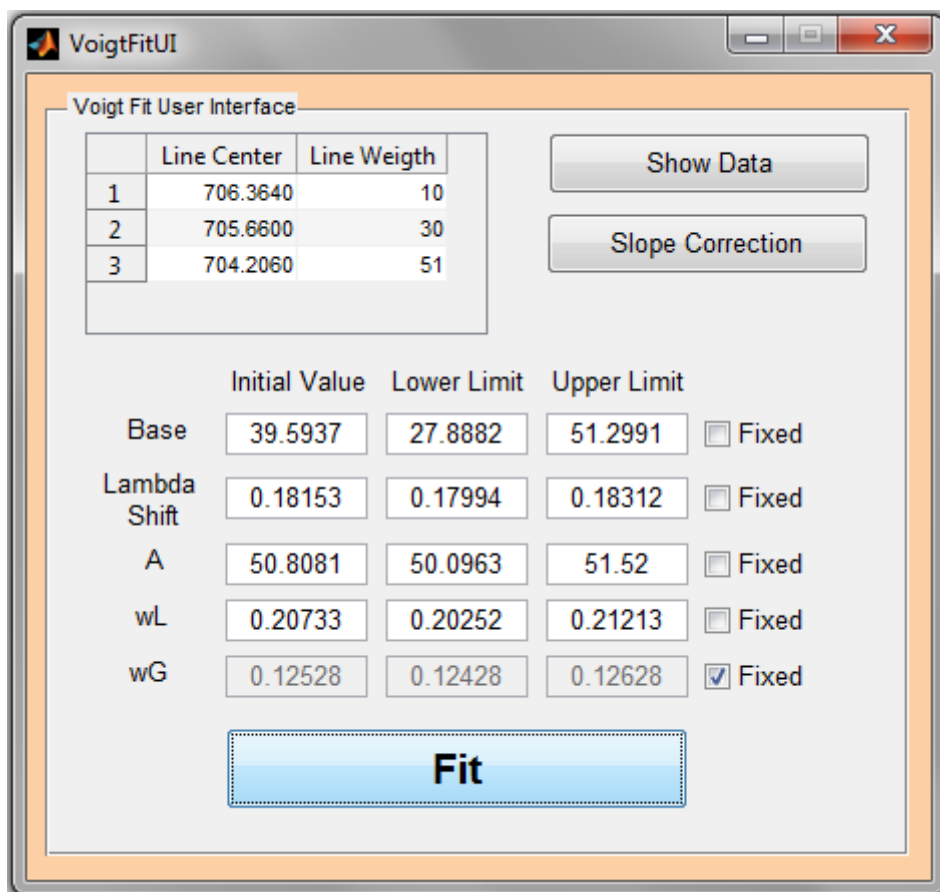 VoigtFitUI
Voigt Fit User Interface
Line Center Line Weigth
1 706.3640 10
2 705.6600 30
3 704.2060 51
Show Data
Slope Correction
Initial Value Lower Limit Upper Limit
Base 39.5937 27.8882 51.2991 Fixed
Lambda
Shift 0.18153 0.17994 0.18312 Fixed
A 50.8081 50.0963 51.52 Fixed
wL 0.20733 0.20252 0.21213 Fixed
wG 0.12528 0.12428 0.12628 Fixed
Fit